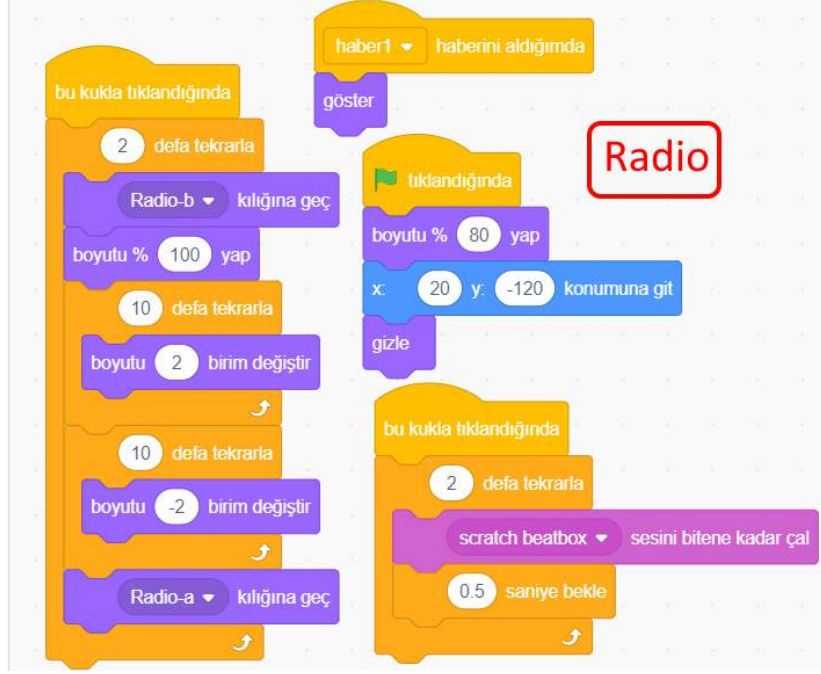 bu kukla tıklandığında
2 defa tekrarla
Radio-b kılığına geç
boyutu % 100 yap
10 defa tekrarla
boyutu 2 birim değiştir
10 defa tekrarla
boyutu -2 birim değiştir
Radio-a kılığına geç
haber1 haberini aldığımda
göster
Radio
tıklandığında
boyutu % 80 yap
x: 20 y: -120 konumuna git
gizle
bu kukla tıklandığında
2 defa tekrarla
scratch beatbox sesini bitene kadar çal
0.5 saniye bekle